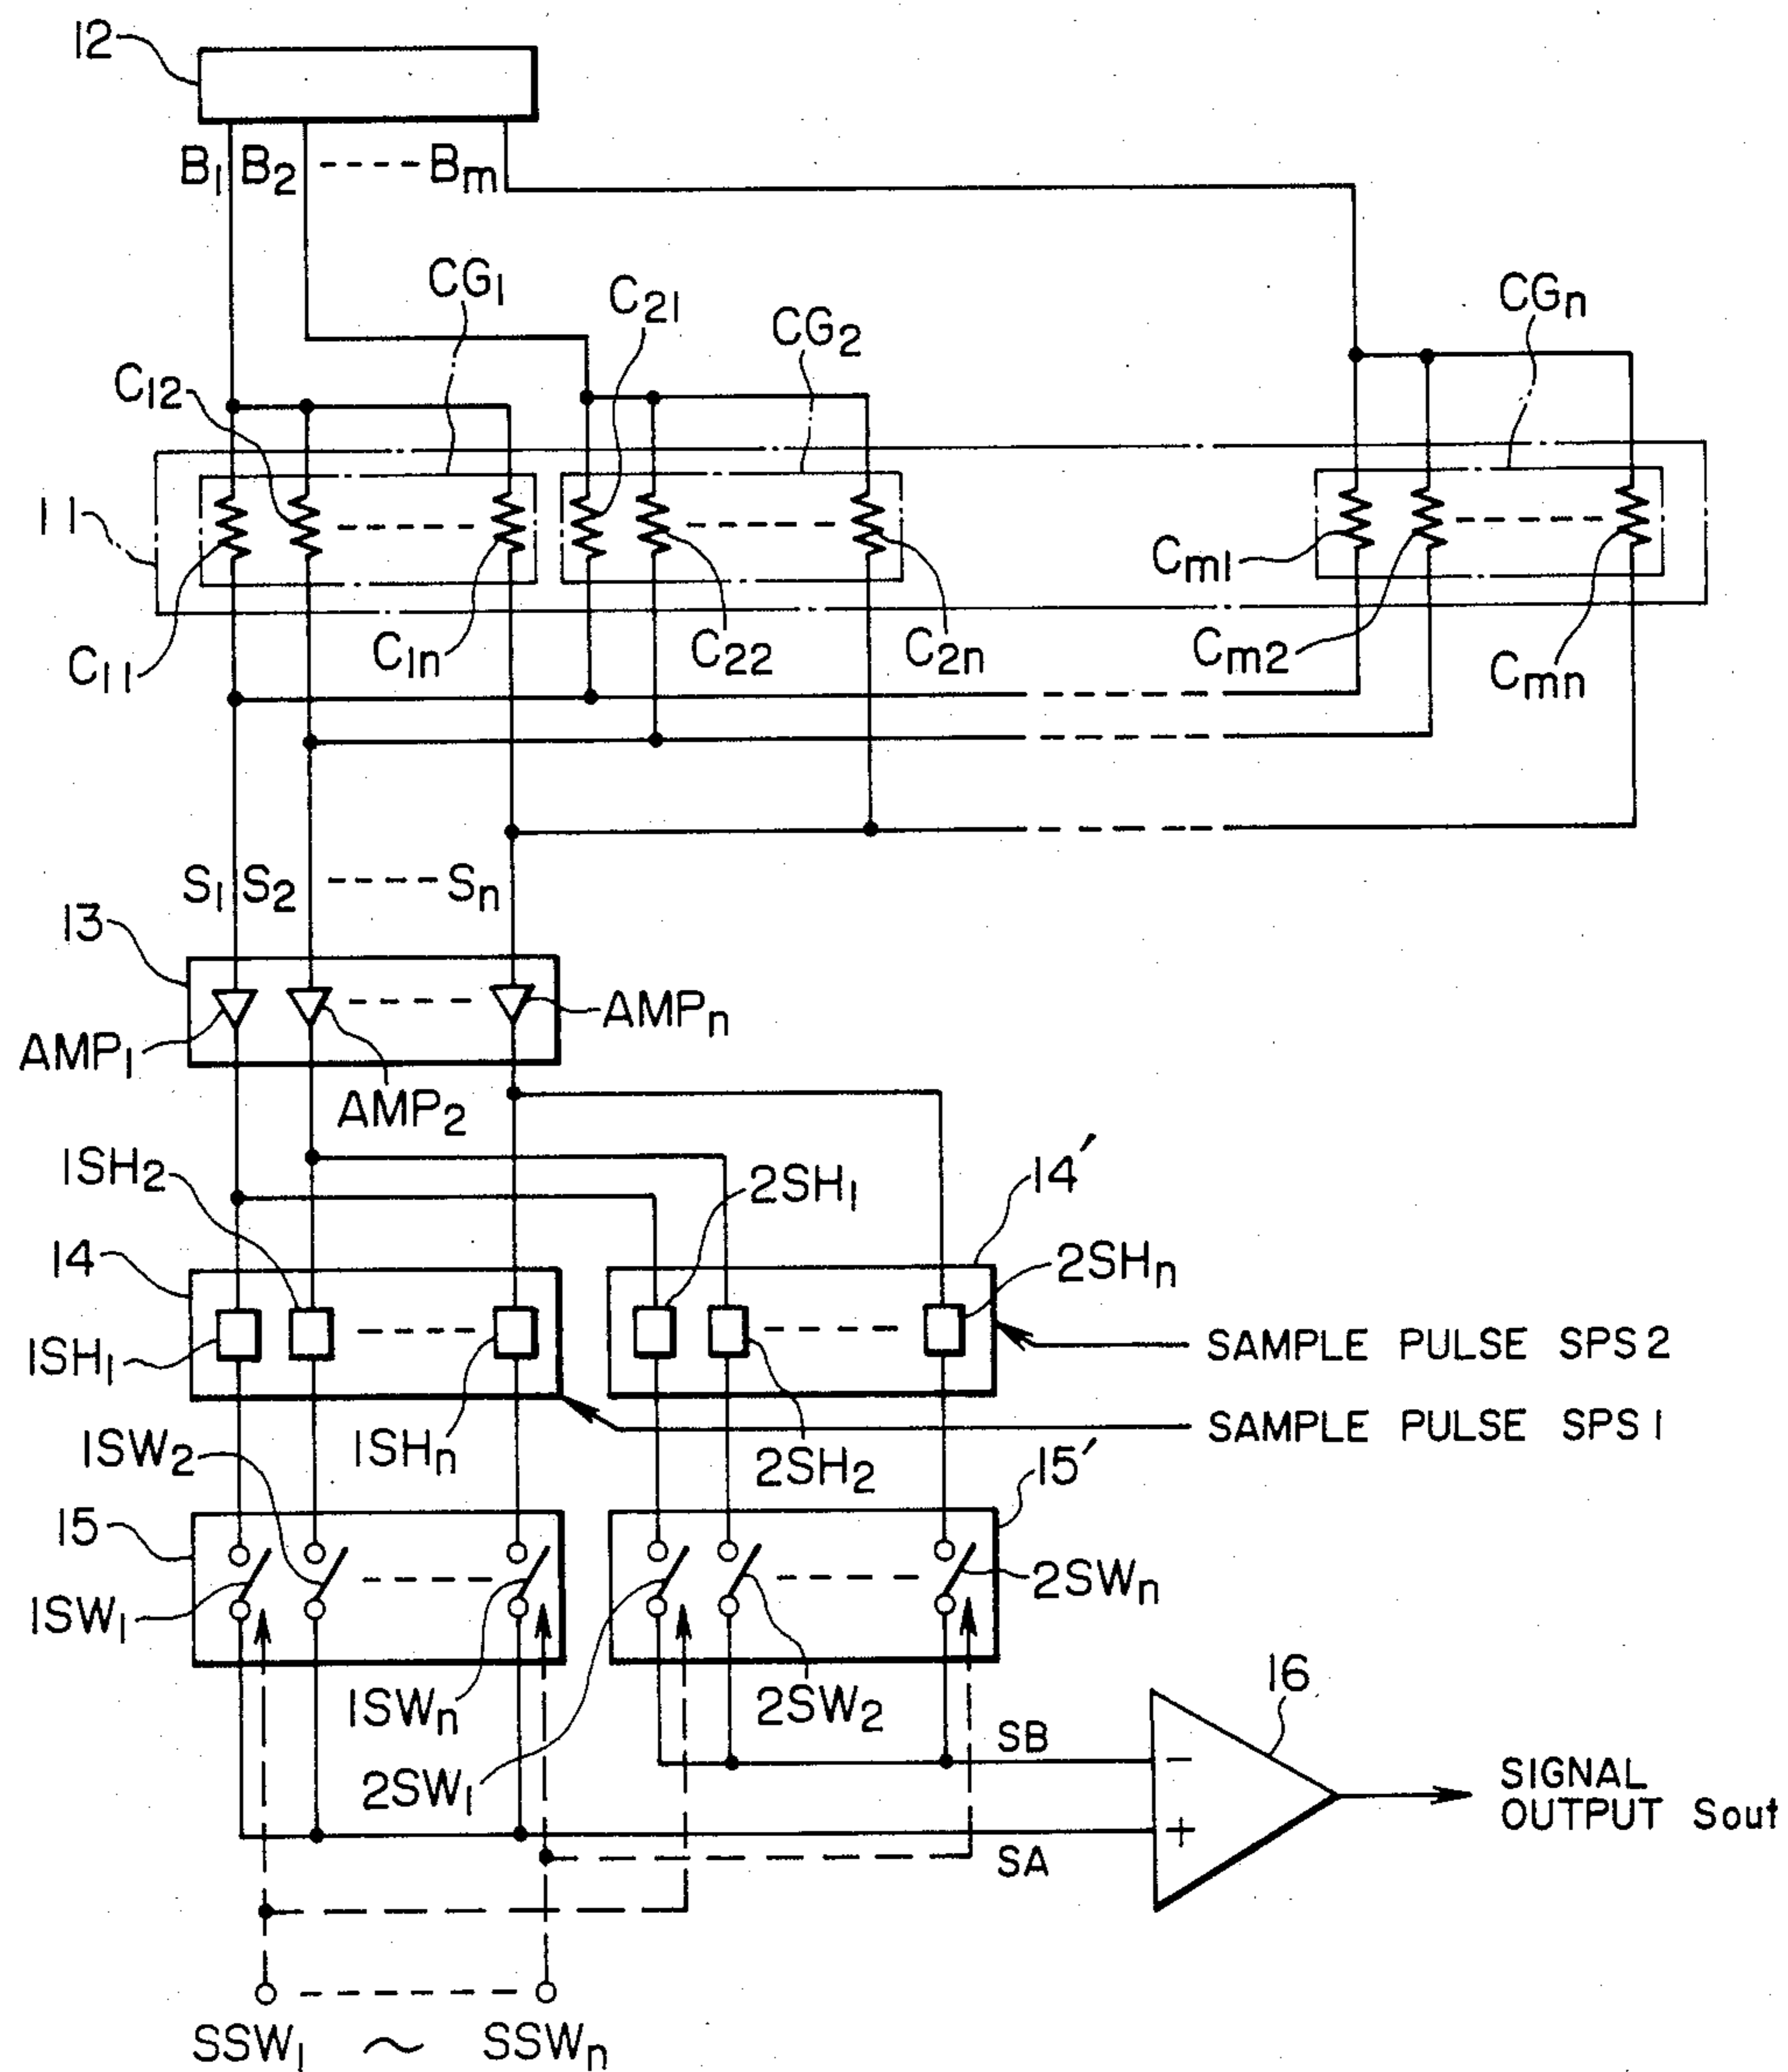 12
B₁ B₂ ----- Bₘ
CG₁
C₂₁
CG₂
CGₙ
C₁₂
11
Cₘ₁
C₁₁
C₁ₙ
C₂₂
C₂ₙ
Cₘ₂
Cₘₙ
S₁ S₂ ----- Sₙ
13
AMPₙ
AMP₁
AMP₂
1SH₂
2SH₁
14′
14
2SHₙ
1SH₁
SAMPLE PULSE SPS2
SAMPLE PULSE SPS1
1SW₂
1SHₙ
2SH₂
15′
15
2SWₙ
1SW₁
1SWₙ
2SW₂
16
2SW₁
SB
−
SIGNAL
OUTPUT Sout
+
SA
SSW₁ ~ SSWₙ